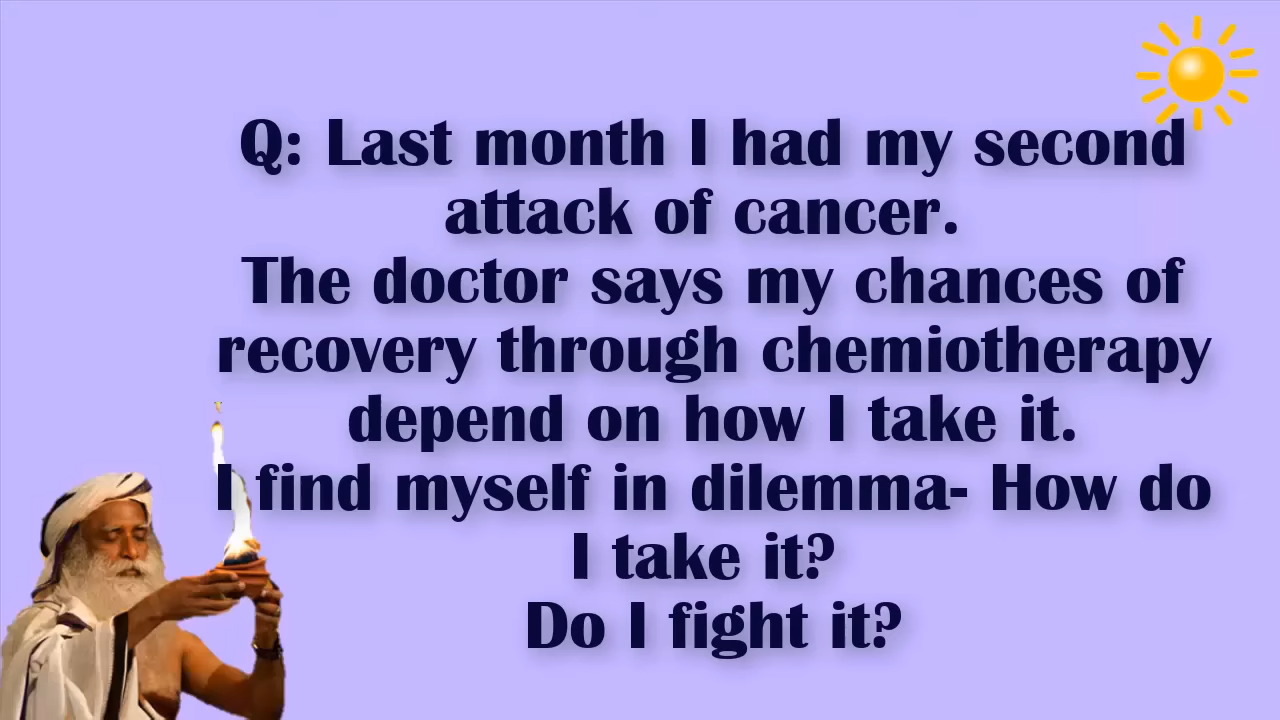 Q: Last month I had my second
attack of cancer.
The doctor says my chances of
recovery through chemiotherapy
depend on how I take it.
I find myself in dilemma- How do
I take it?
Do I fight it?